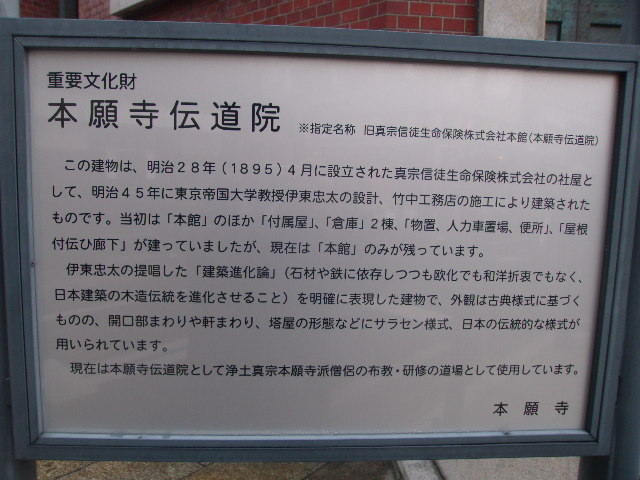 重要文化財
本願寺伝道院 ※指定名称 旧真宗信徒生命保険株式会社本館(本願寺伝道院)
この建物は、明治２８年(１８９５)４月に設立された真宗信徒生命保険株式会社の社屋と
して、明治４５年に東京帝国大学教授伊東忠太の設計、竹中工務店の施工により建築された
ものです。当初は「本館」のほか「付属屋」、「倉庫」２棟、「物置、人力車置場、便所」、「屋根
付伝ひ廊下」が建っていましたが、現在は「本館」のみが残っています。
伊東忠太の提唱した「建築進化論」(石材や鉄に依存しつつも欧化でも和洋折衷でもなく、
日本建築の木造伝統を進化させること)を明確に表現した建物で、外観は古典様式に基づく
ものの、開口部まわりや軒まわり、塔屋の形態などにサラセン様式、日本の伝統的な様式が
用いられています。
現在は本願寺伝道院として浄土真宗本願寺派僧侶の布教・研修の道場として使用しています。
本願寺